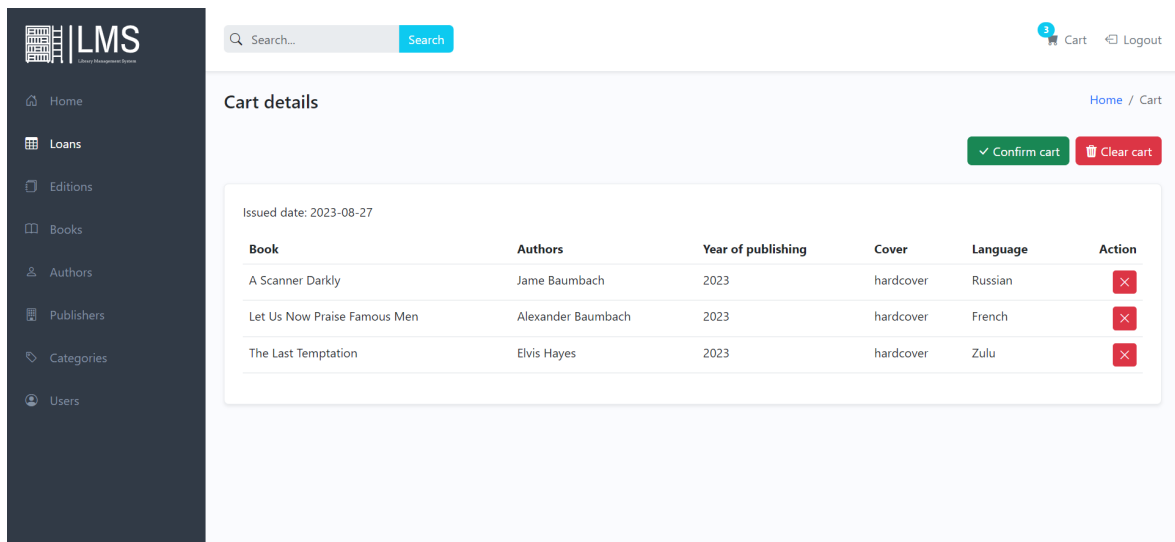 LMS
Library Management System
Search...
Search
3
Cart
Logout
Home
Loans
Editions
Books
Authors
Publishers
Categories
Users
Cart details
Home / Cart
Confirm cart
Clear cart
Issued date: 2023-08-27
Book Authors Year of publishing Cover Language Action
A Scanner Darkly Jame Baumbach 2023 hardcover Russian
Let Us Now Praise Famous Men Alexander Baumbach 2023 hardcover French
The Last Temptation Elvis Hayes 2023 hardcover Zulu